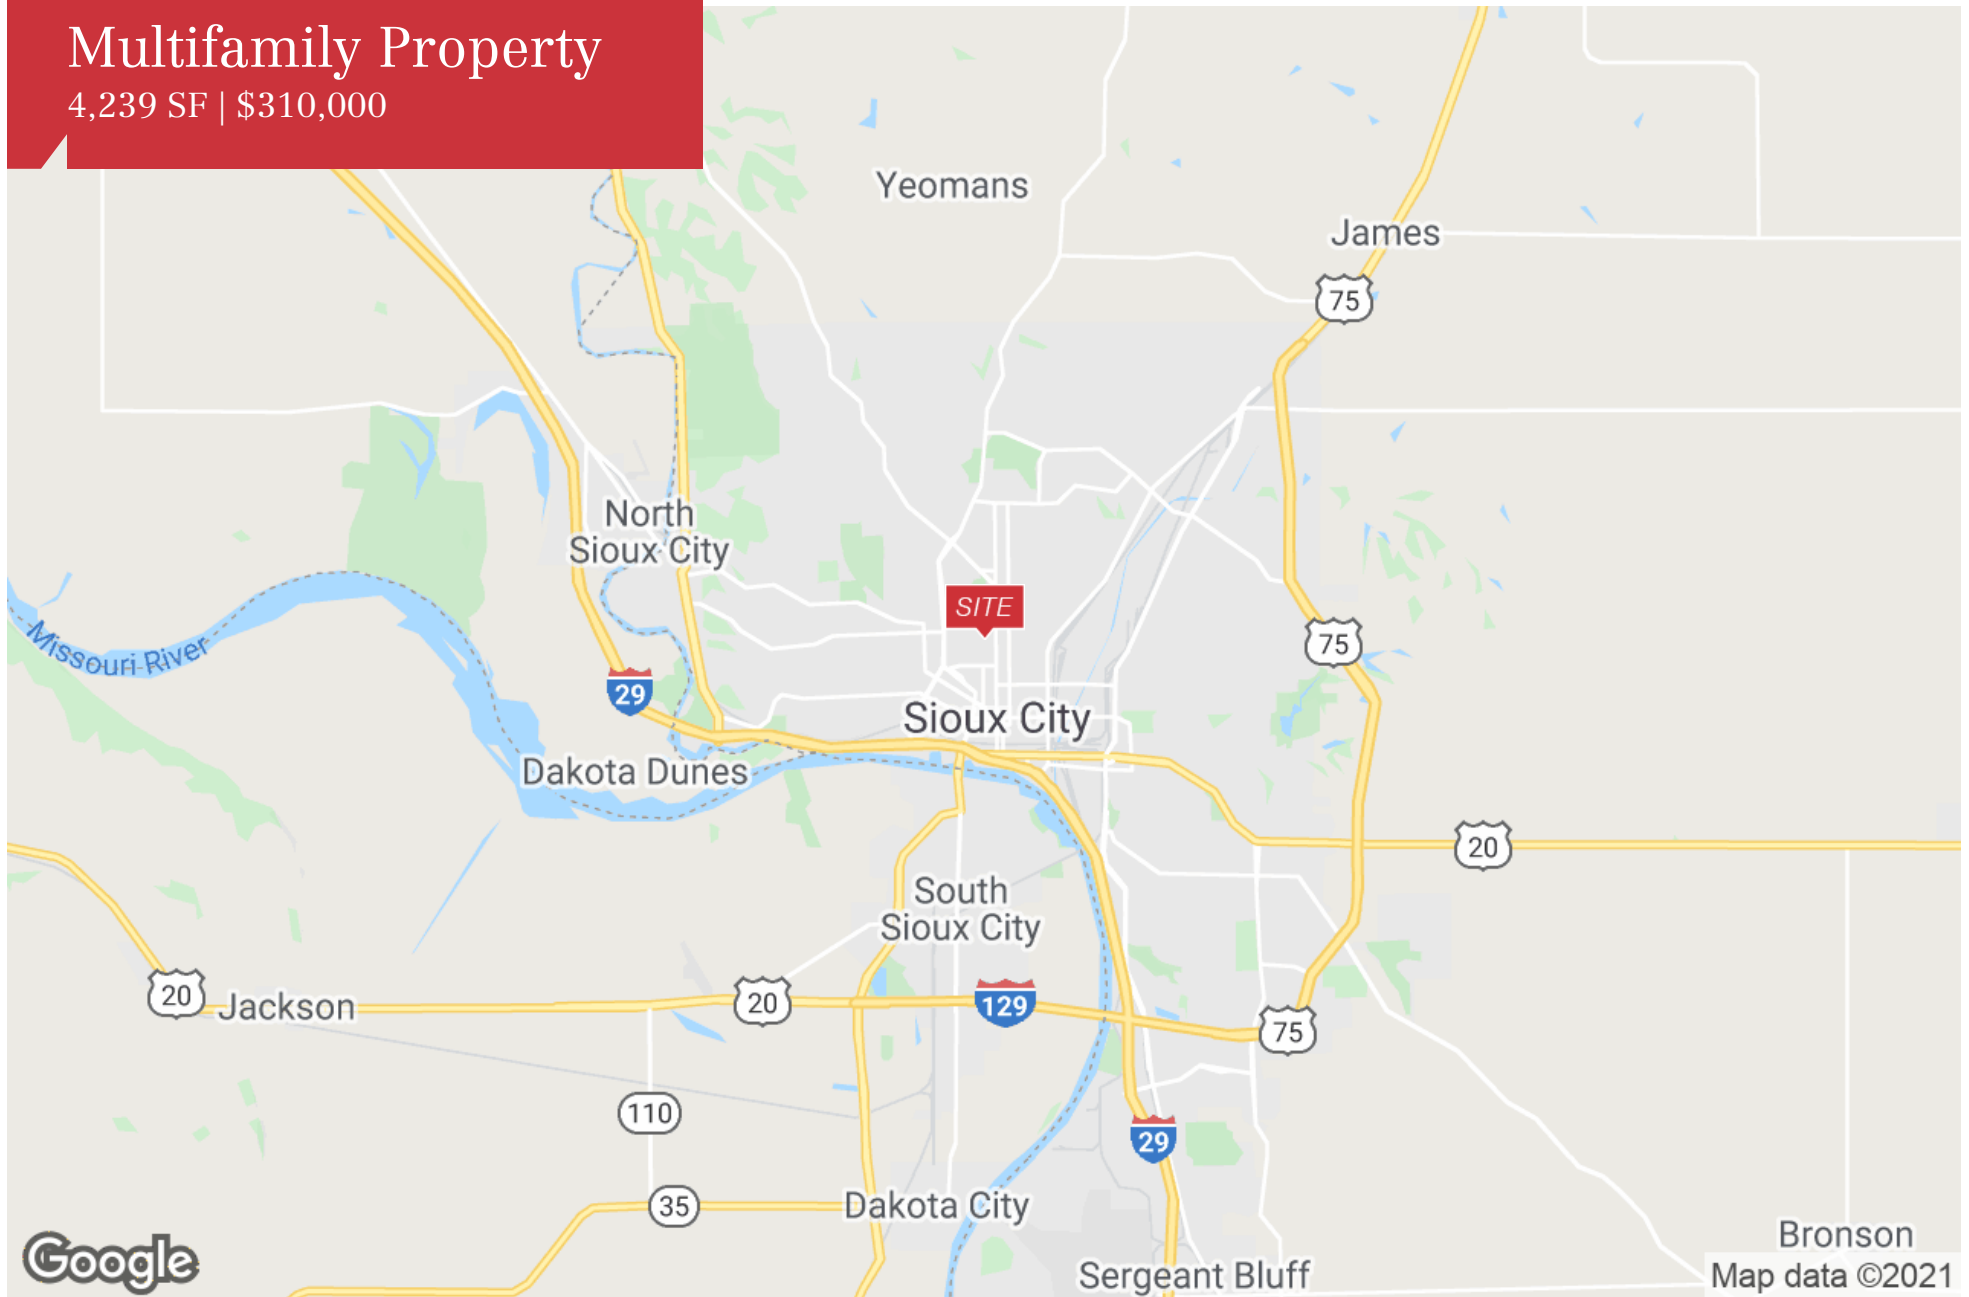 Multifamily Property
4,239 SF | $310,000
Yeomans
James
75
North
Sioux City
SITE
Missouri River
75
29
Sioux City
Dakota Dunes
20
South
Sioux City
20
Jackson
20
129
75
110
29
35
Dakota City
Bronson
Google
Sergeant Bluff
Map data ©2021